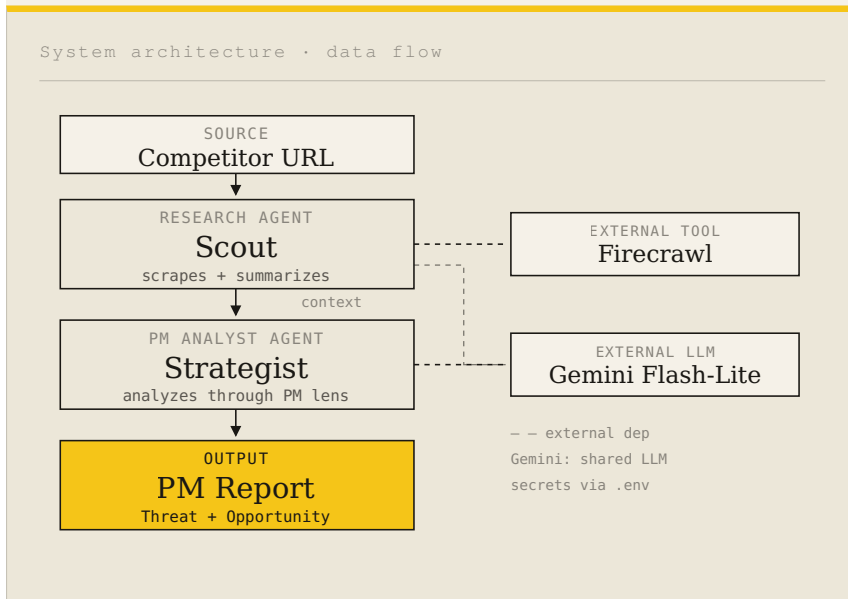 System architecture · data flow
SOURCE
Competitor URL
RESEARCH AGENT
Scout
scrapes + summarizes
context
PM ANALYST AGENT
Strategist
analyzes through PM lens
OUTPUT
PM Report
Threat + Opportunity
EXTERNAL TOOL
Firecrawl
EXTERNAL LLM
Gemini Flash-Lite
— — external dep
Gemini: shared LLM
secrets via .env